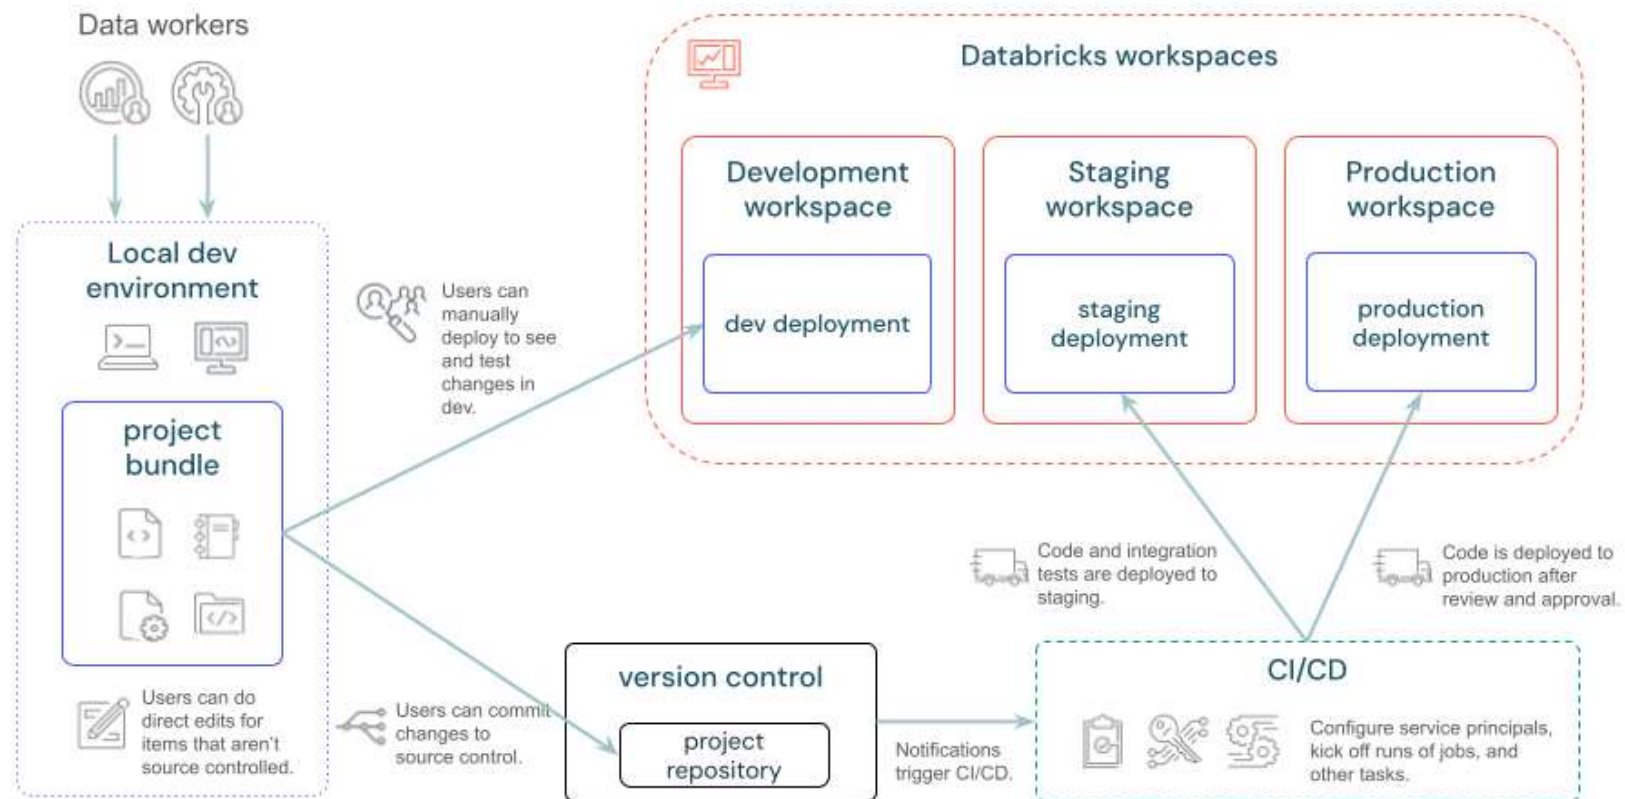 Data workers
Databricks workspaces
Development
workspace
dev deployment
Staging
workspace
staging
deployment
Production
workspace
production
deployment
Local dev
environment
>_
project
bundle
<>
</>
Users can do
direct edits for
items that aren't
source controlled.
Users can
manually
deploy to see
and test
changes in
dev.
Users can commit
changes to
source control.
version control
project
repository
Notifications
trigger CI/CD.
Code and integration
tests are deployed to
staging.
Code is deployed to
production after
review and approval.
CI/CD
Configure service principals,
kick off runs of jobs, and
other tasks.